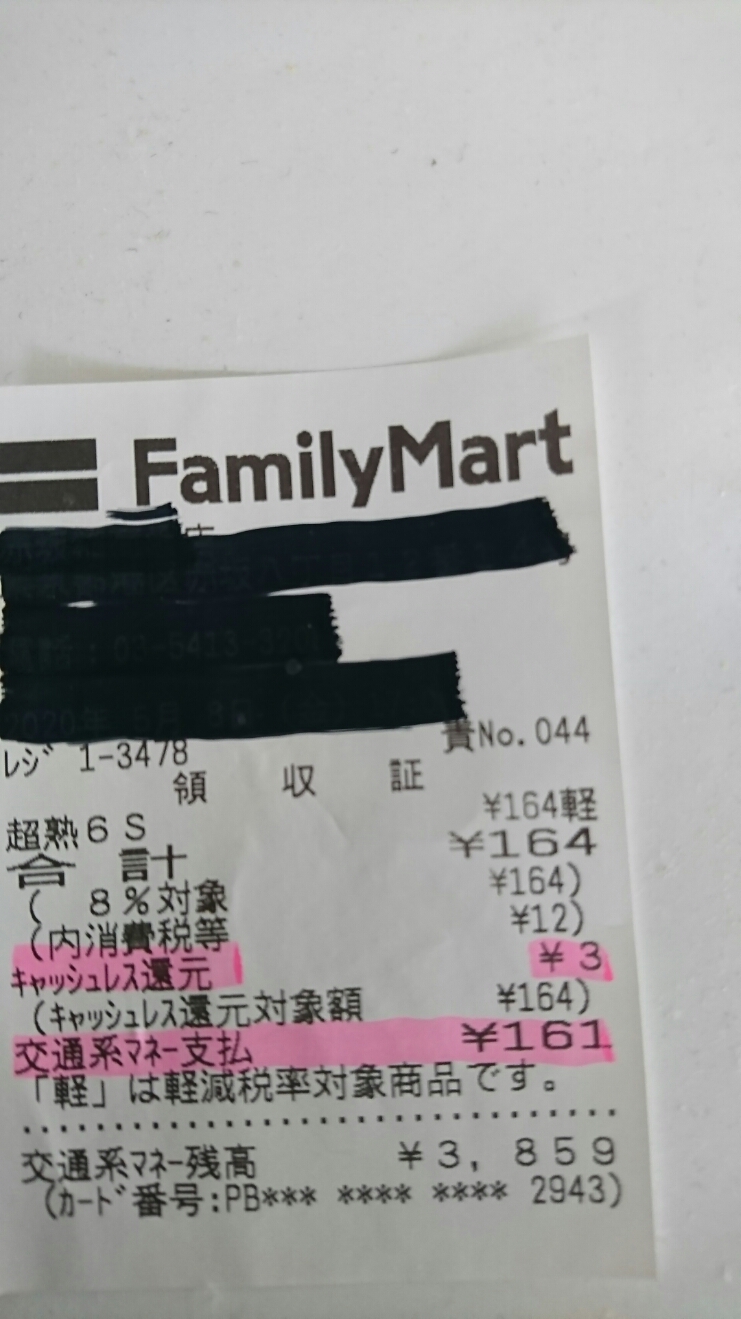 FamilyMart
レジ 1-3478 責No.044
領 収 証
超熟6S ¥164軽
合 計 ¥164
( 8%対象 ¥164)
(内消費税等 ¥12)
キャッシュレス還元 ¥3
(キャッシュレス還元対象額 ¥164)
交通系マネー支払 ¥161
「軽」は軽減税率対象商品です。
交通系マネー残高 ¥3,859
(カード番号:PB*** **** **** 2943)